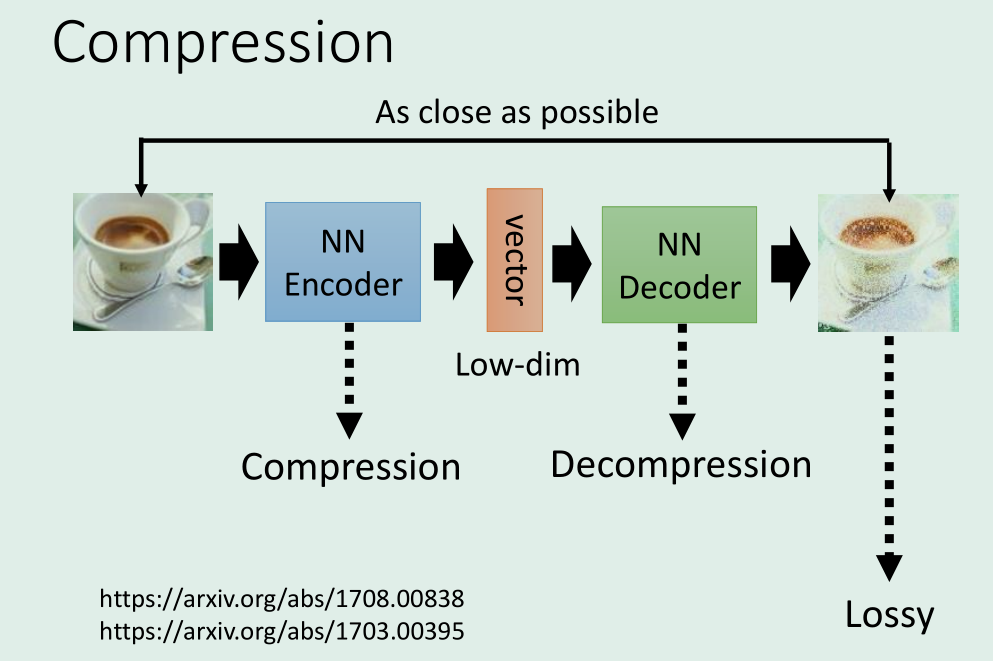 Compression
As close as possible
NN
Encoder
vector
NN
Decoder
Low-dim
Compression
Decompression
Lossy
https://arxiv.org/abs/1708.00838
https://arxiv.org/abs/1703.00395